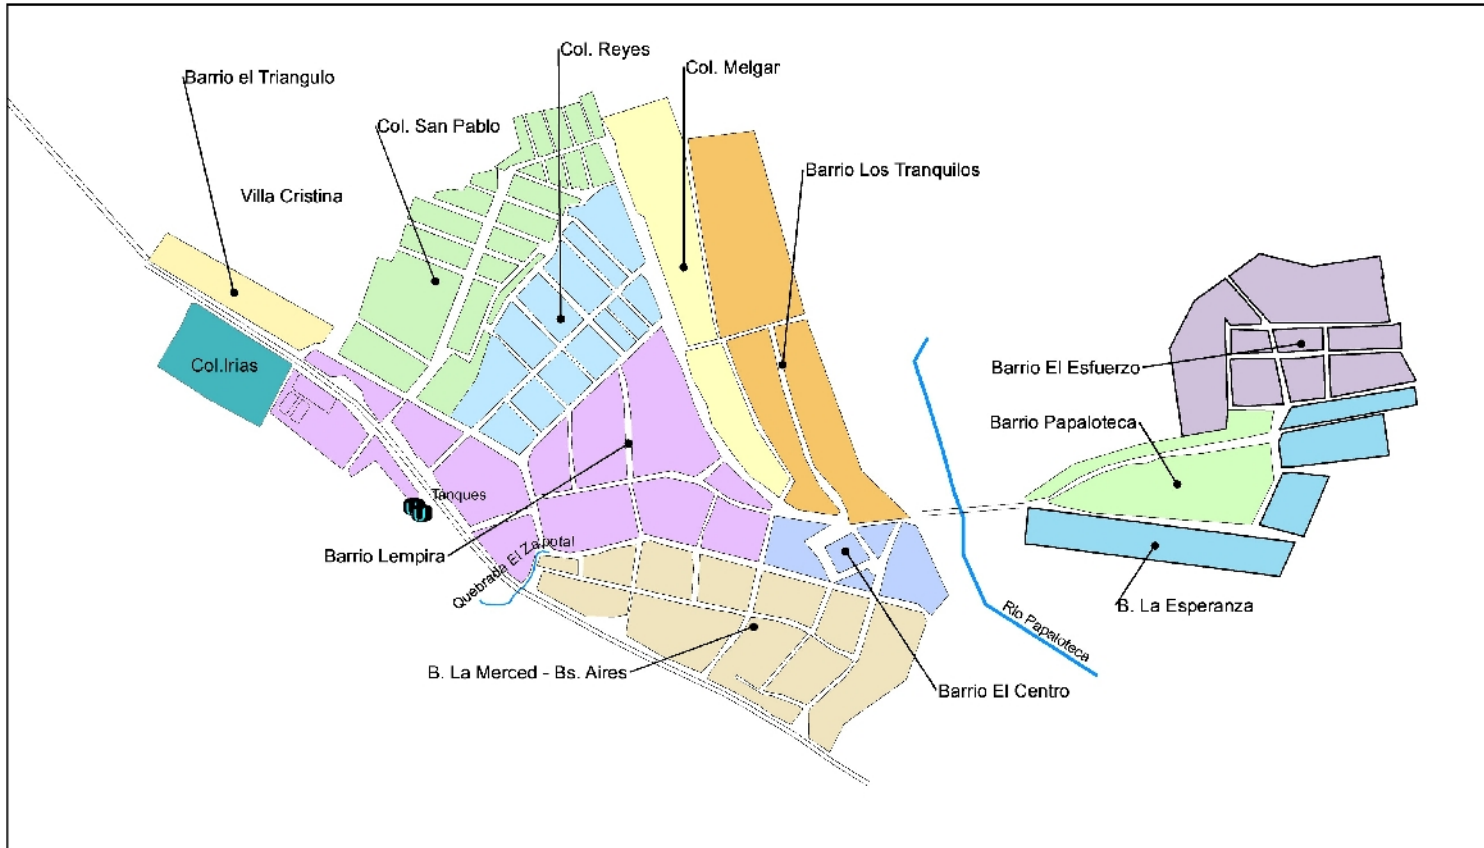 Col. Reyes
Col. Melgar
Barrio el Triangulo
Col. San Pablo
Barrio Los Tranquilos
Villa Cristina
Col.Irias
Barrio El Esfuerzo
Barrio Papaloteca
Tanques
Barrio Lempira
Quebrada El Zapotal
B. La Esperanza
Rio Papaloteca
B. La Merced - Bs. Aires
Barrio El Centro